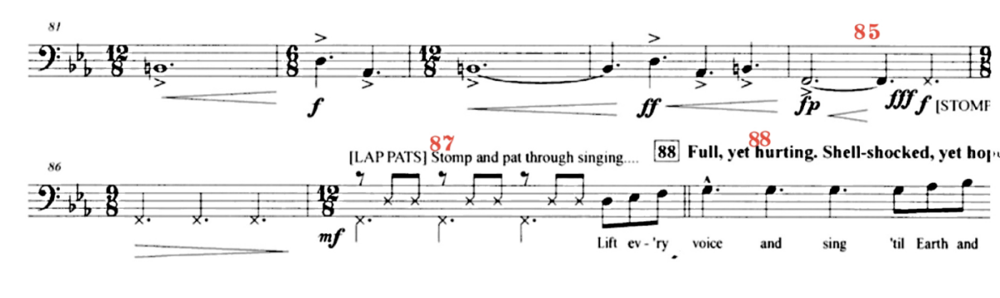 81
85
12 8 6 8 12 8 9 8
f ff fp fff f [STOMP
87 88
[LAP PATS] Stomp and pat through singing.... 88 Full, yet hurting. Shell-shocked, yet hop
86
9 8 12 8
mf
Lift ev - 'ry voice and sing 'til Earth and